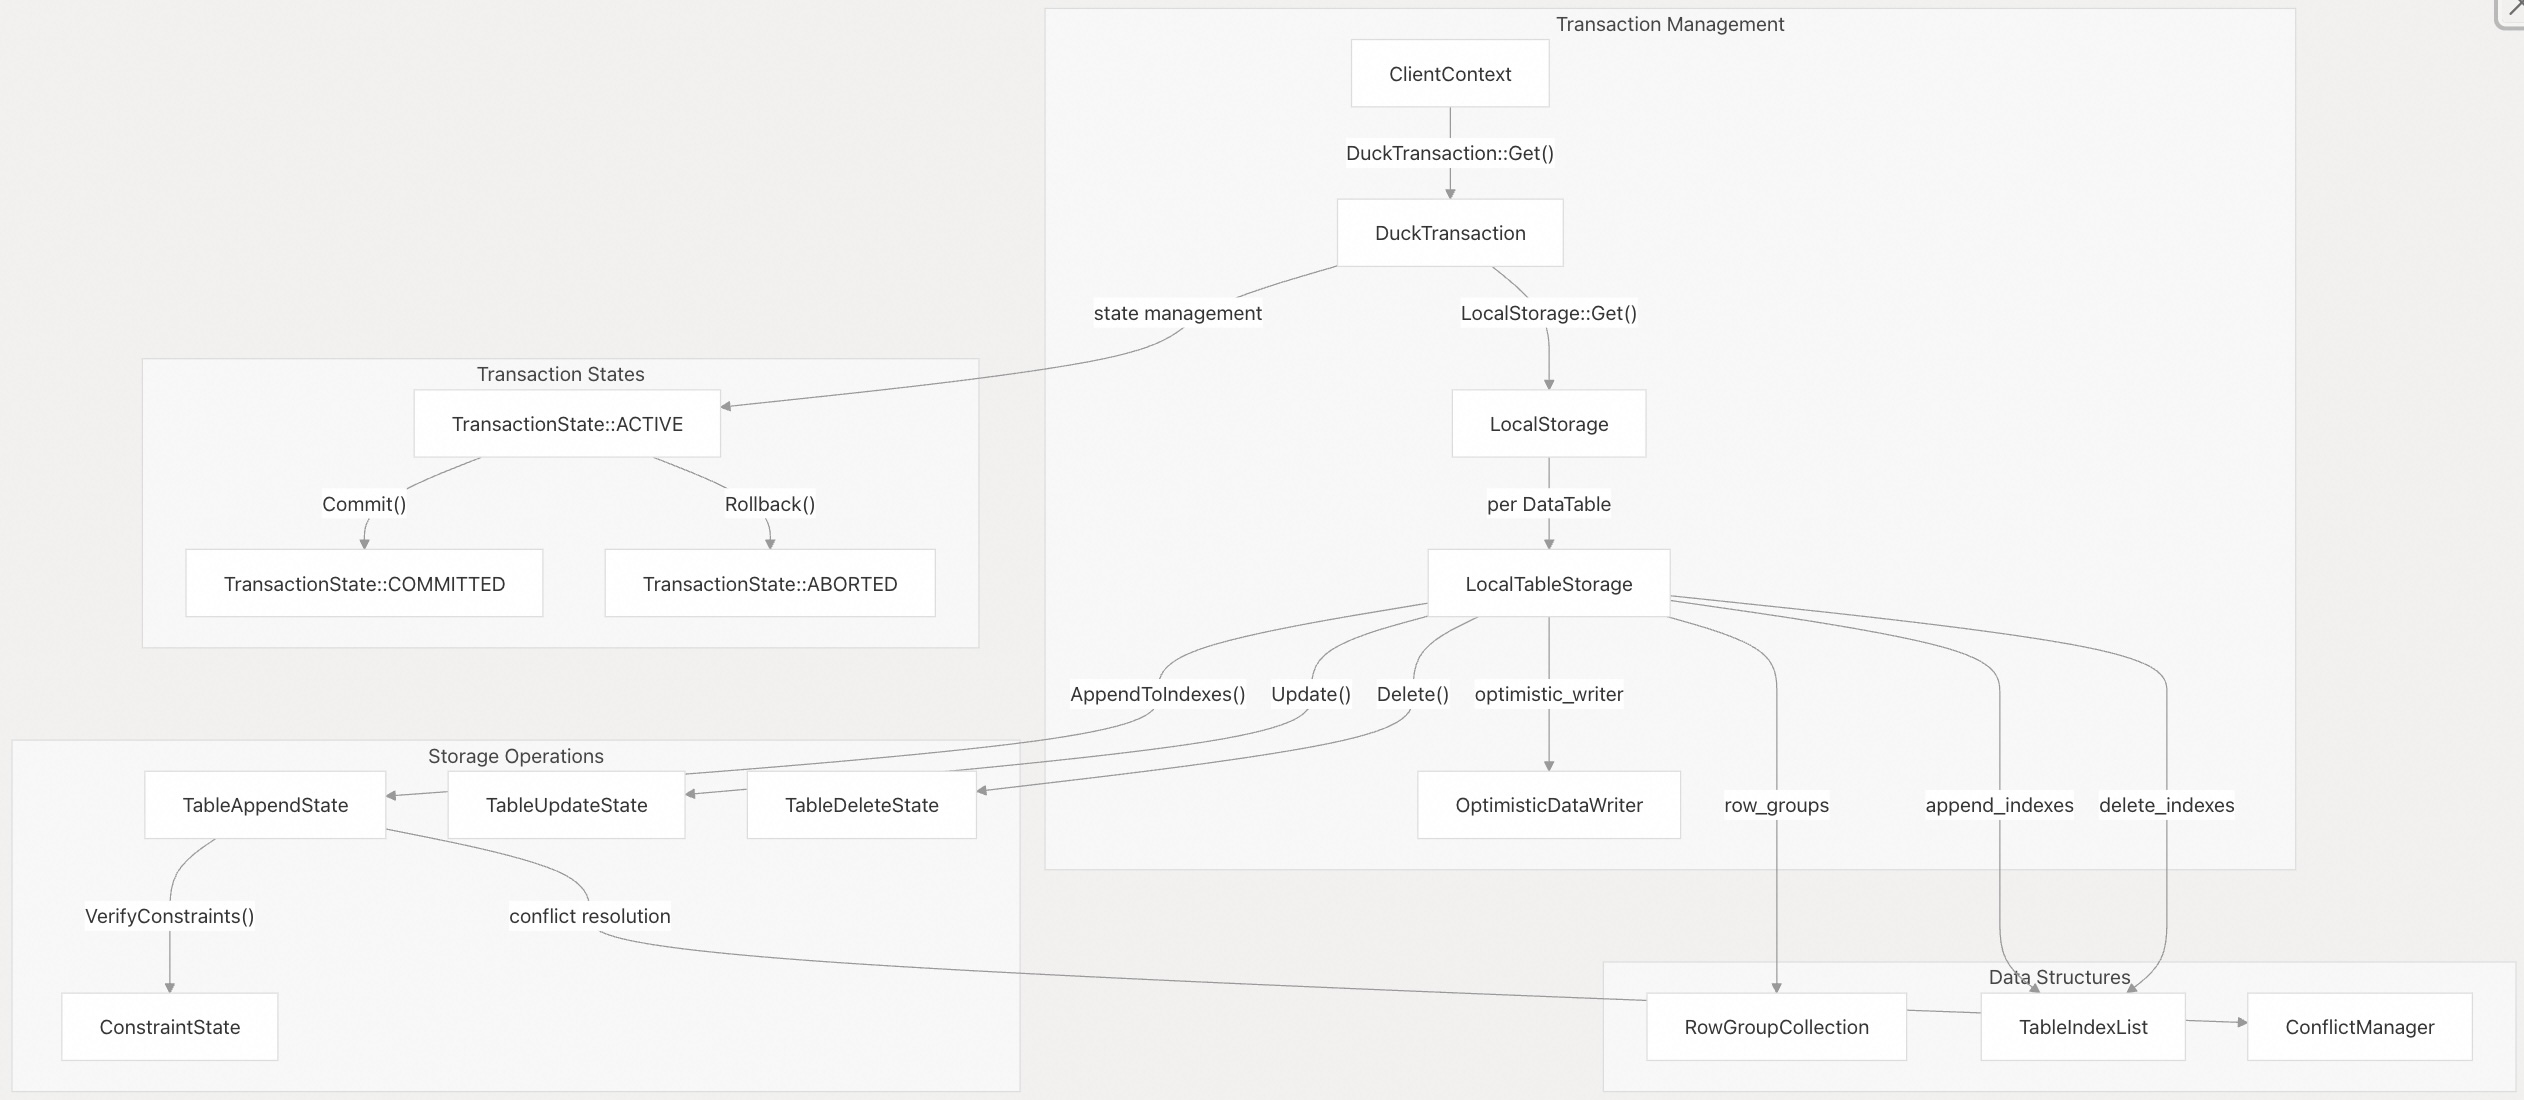 Transaction Management
ClientContext
DuckTransaction::Get()
DuckTransaction
state management
LocalStorage::Get()
Transaction States
TransactionState::ACTIVE
LocalStorage
Commit()
Rollback()
per DataTable
TransactionState::COMMITTED
TransactionState::ABORTED
LocalTableStorage
AppendToIndexes()
Update()
Delete()
optimistic_writer
Storage Operations
TableAppendState
TableUpdateState
TableDeleteState
OptimisticDataWriter
row_groups
append_indexes
delete_indexes
VerifyConstraints()
conflict resolution
Data Structures
ConstraintState
RowGroupCollection
TableIndexList
ConflictManager